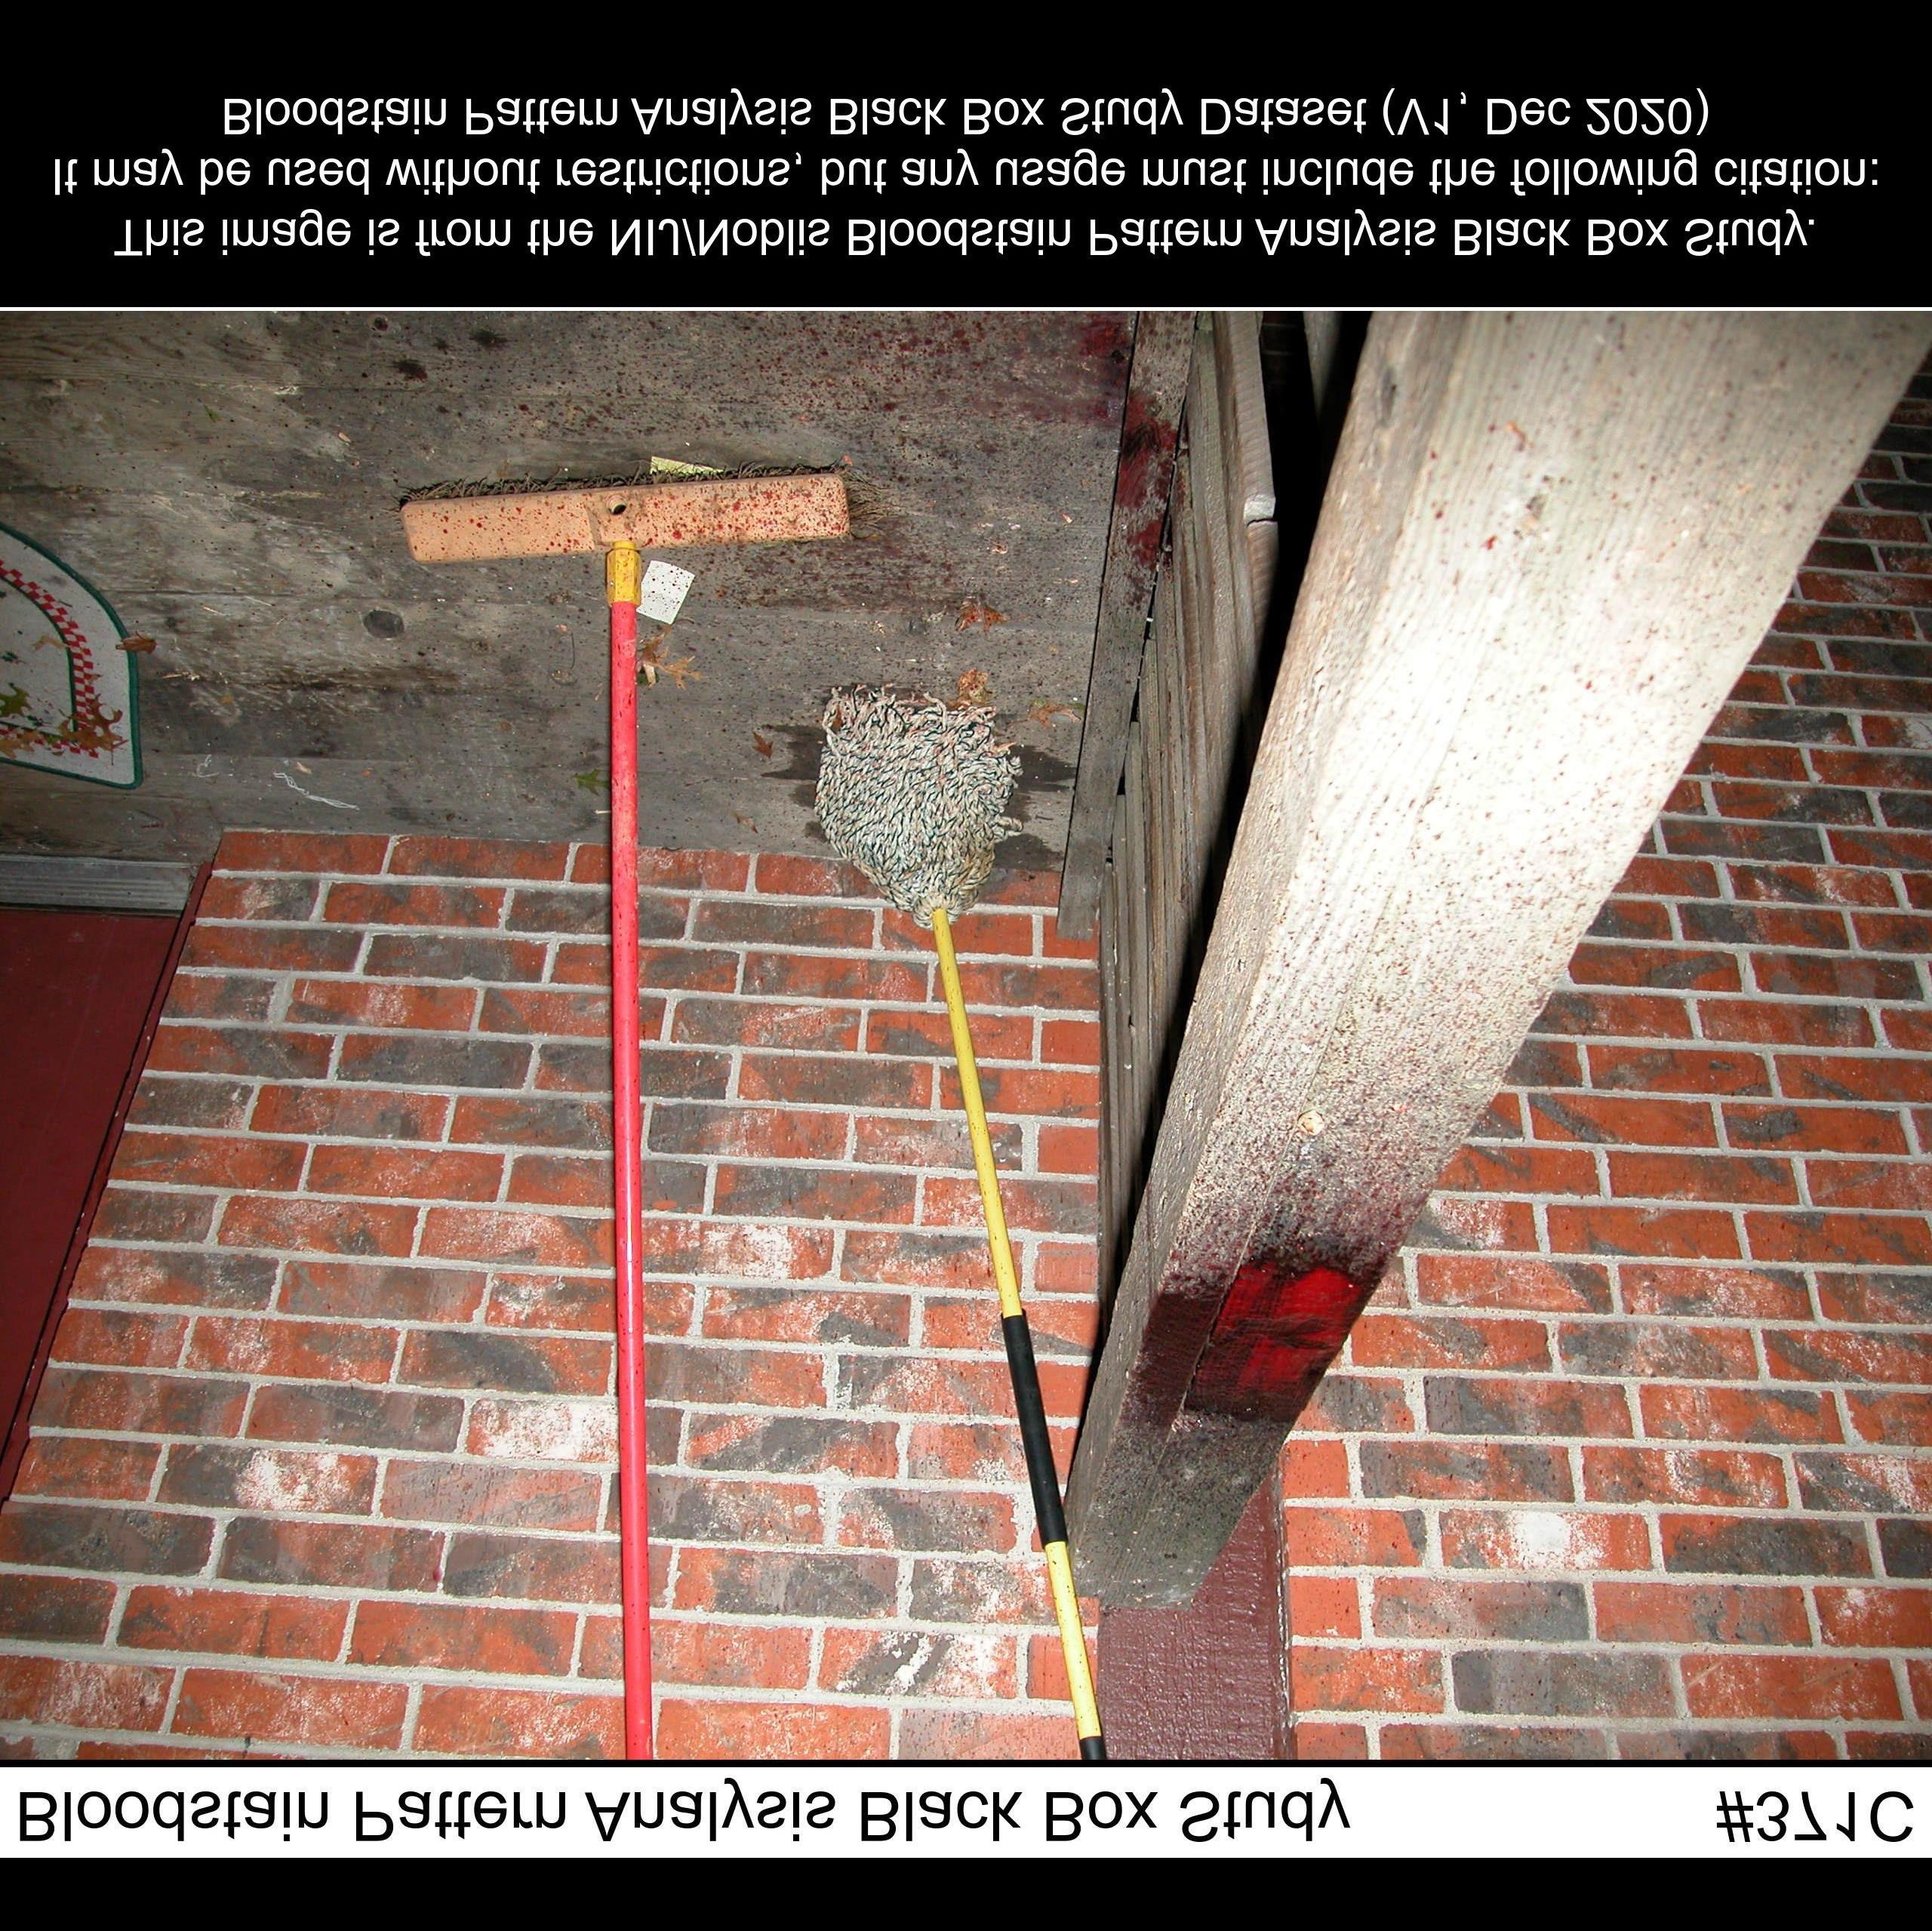 Bloodstain Pattern Analysis Black Box Study #371C
This image is from the NIJ/Noblis Bloodstain Pattern Analysis Black Box Study.
It may be used without restrictions, but any usage must include the following citation:
Bloodstain Pattern Analysis Black Box Study Dataset (V1, Dec 2020)